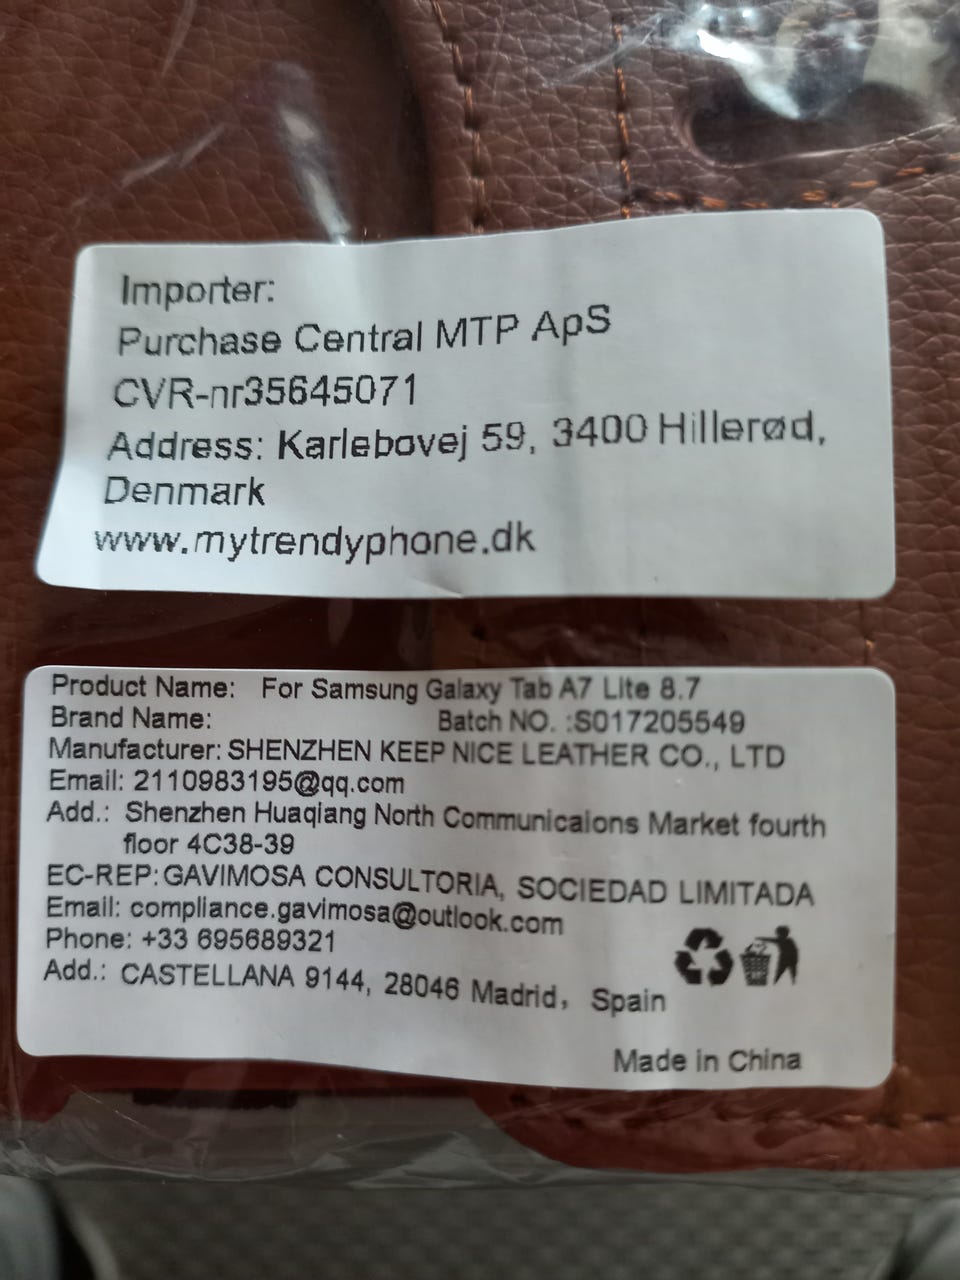 Importer:
Purchase Central MTP ApS
CVR-nr35645071
Address: Karlebovej 59, 3400 Hillerød,
Denmark
www.mytrendyphone.dk
Product Name: For Samsung Galaxy Tab A7 Lite 8.7
Brand Name: Batch NO. :S017205549
Manufacturer: SHENZHEN KEEP NICE LEATHER CO., LTD
Email: 2110983195@qq.com
Add.: Shenzhen Huaqiang North Communicaions Market fourth
floor 4C38-39
EC-REP:GAVIMOSA CONSULTORIA, SOCIEDAD LIMITADA
Email: compliance.gavimosa@outlook.com
Phone: +33 695689321
Add.: CASTELLANA 9144, 28046 Madrid, Spain
Made in China